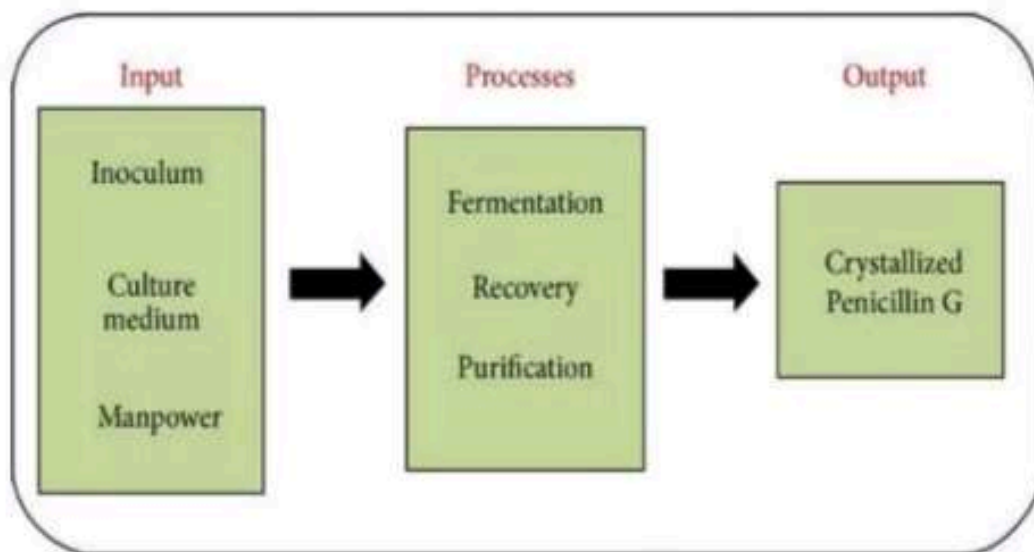 Input
Inoculum
Culture
medium
Manpower
Processes
Fermentation
Recovery
Purification
Output
Crystallized
Penicillin G